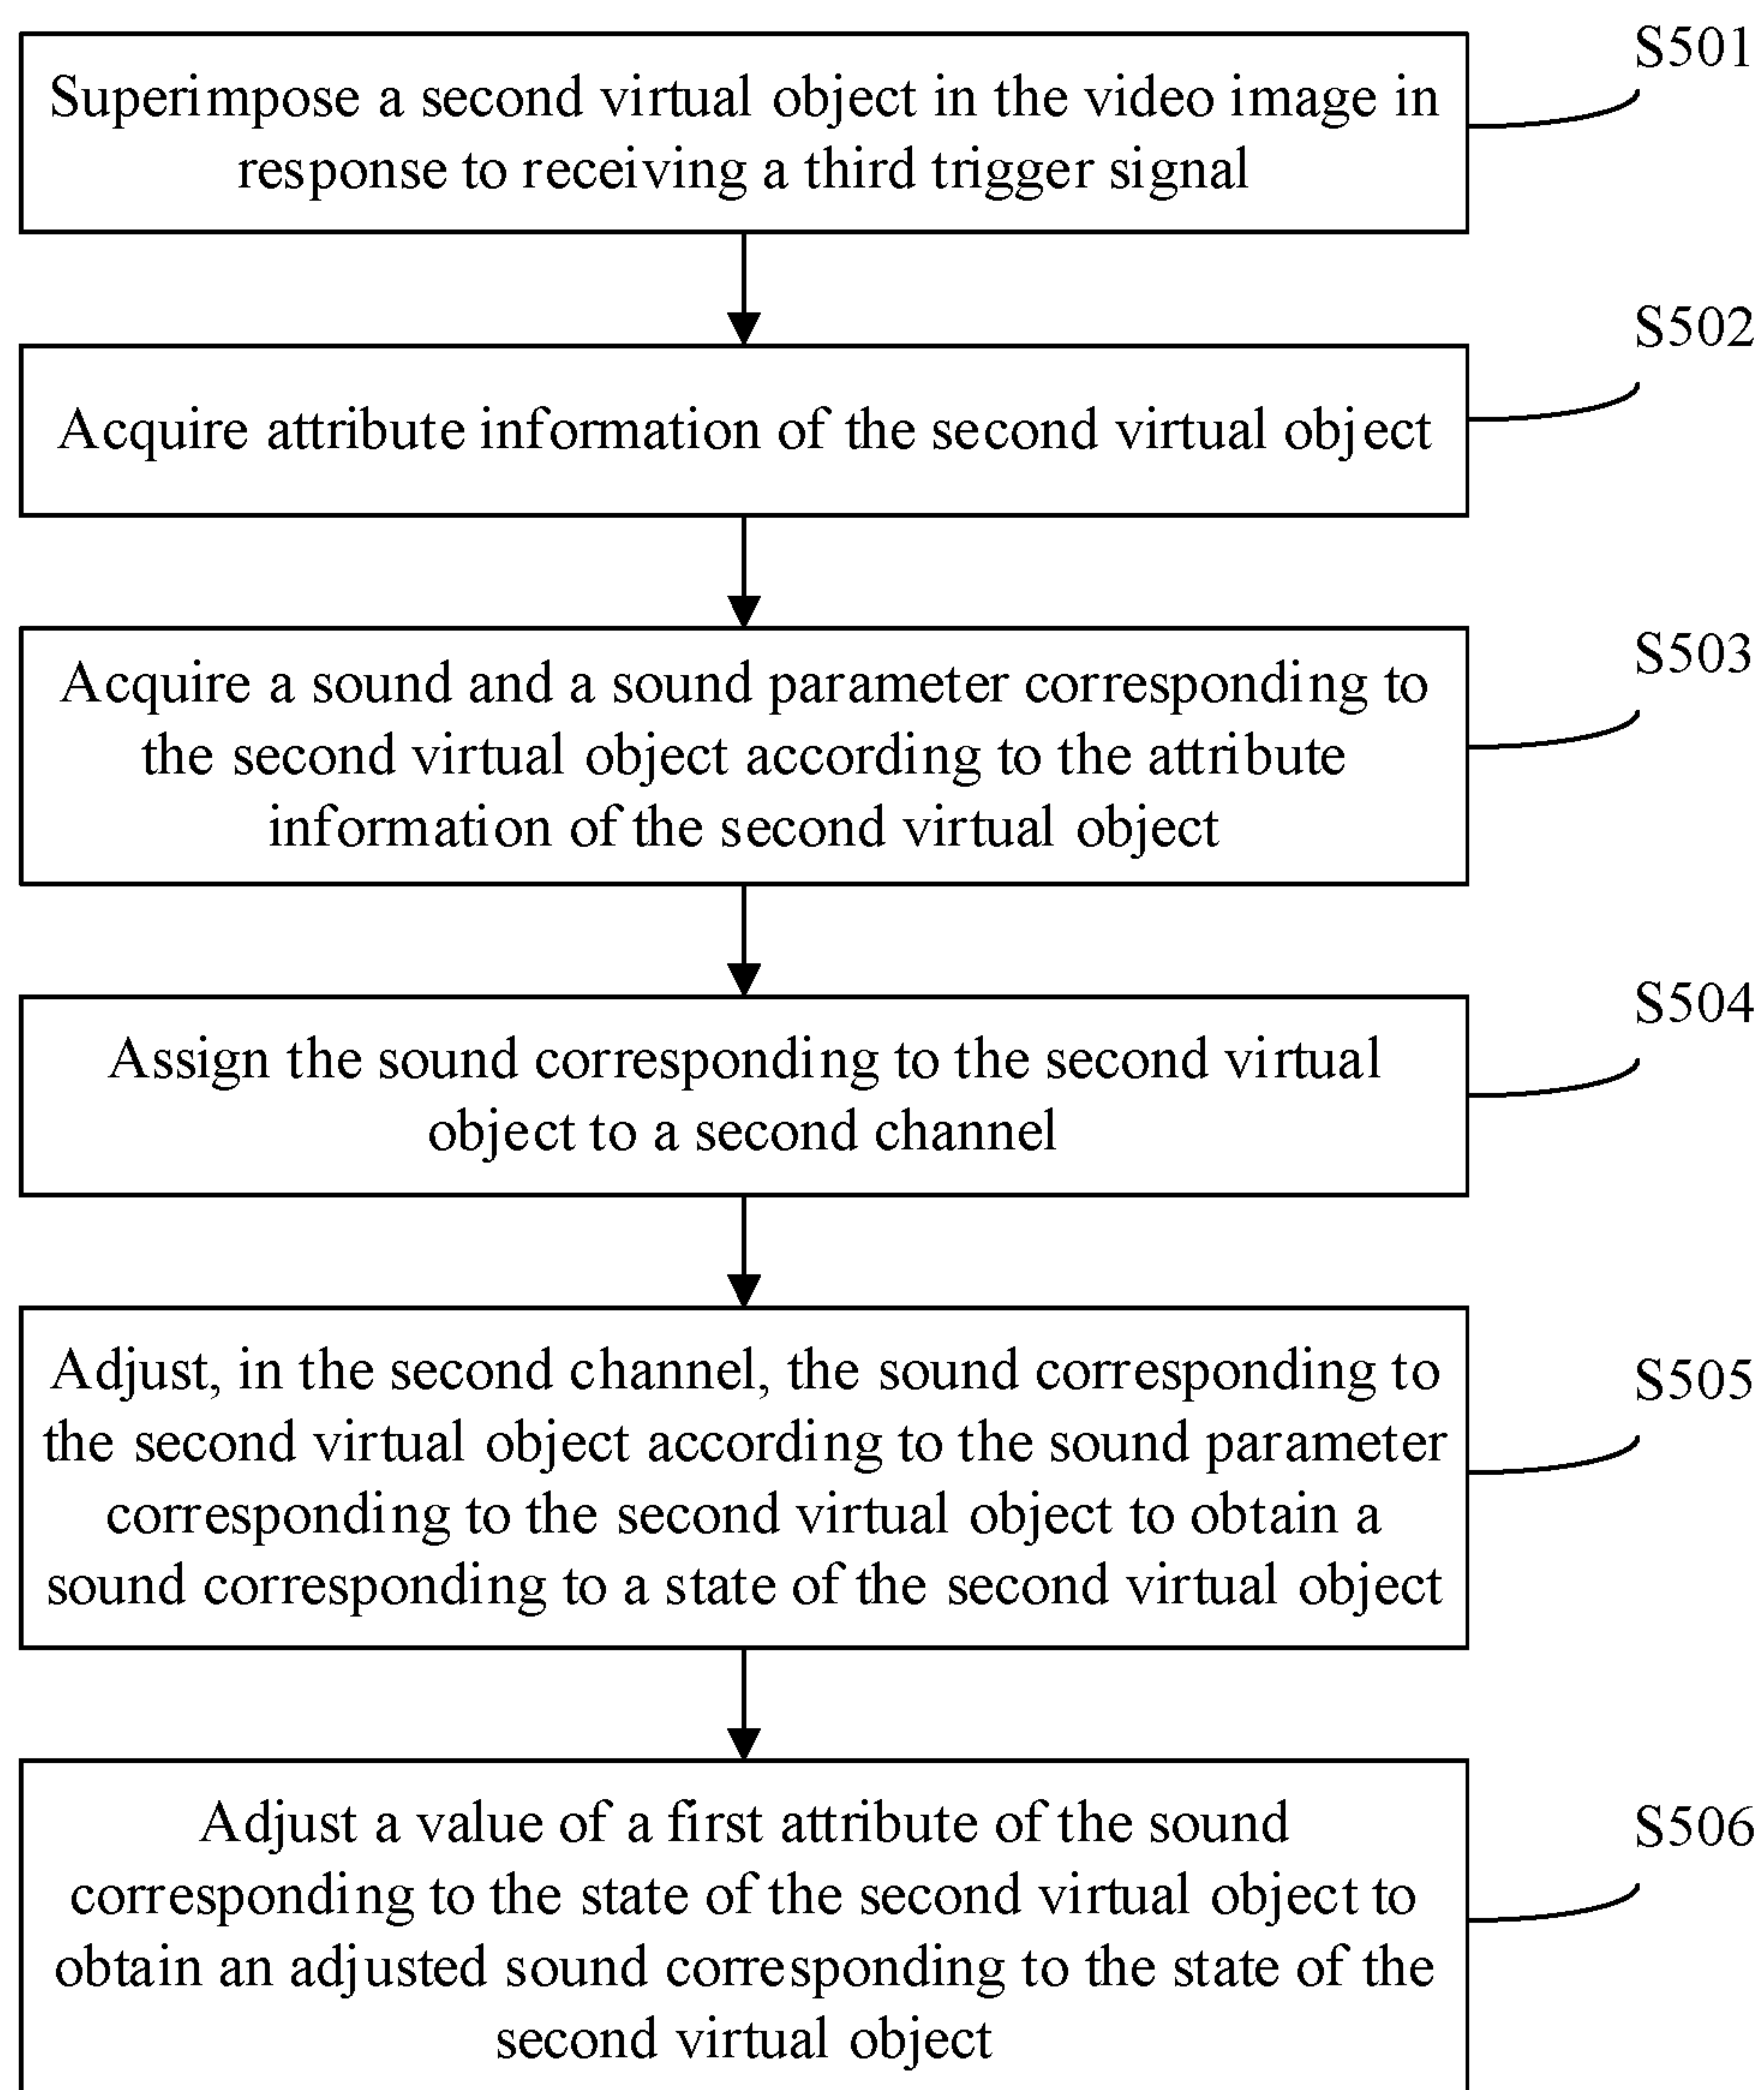 S501
Superimpose a second virtual object in the video image in
response to receiving a third trigger signal
S502
Acquire attribute information of the second virtual object
S503
Acquire a sound and a sound parameter corresponding to
the second virtual object according to the attribute
information of the second virtual object
S504
Assign the sound corresponding to the second virtual
object to a second channel
S505
Adjust, in the second channel, the sound corresponding to
the second virtual object according to the sound parameter
corresponding to the second virtual object to obtain a
sound corresponding to a state of the second virtual object
S506
Adjust a value of a first attribute of the sound
corresponding to the state of the second virtual object to
obtain an adjusted sound corresponding to the state of the
second virtual object